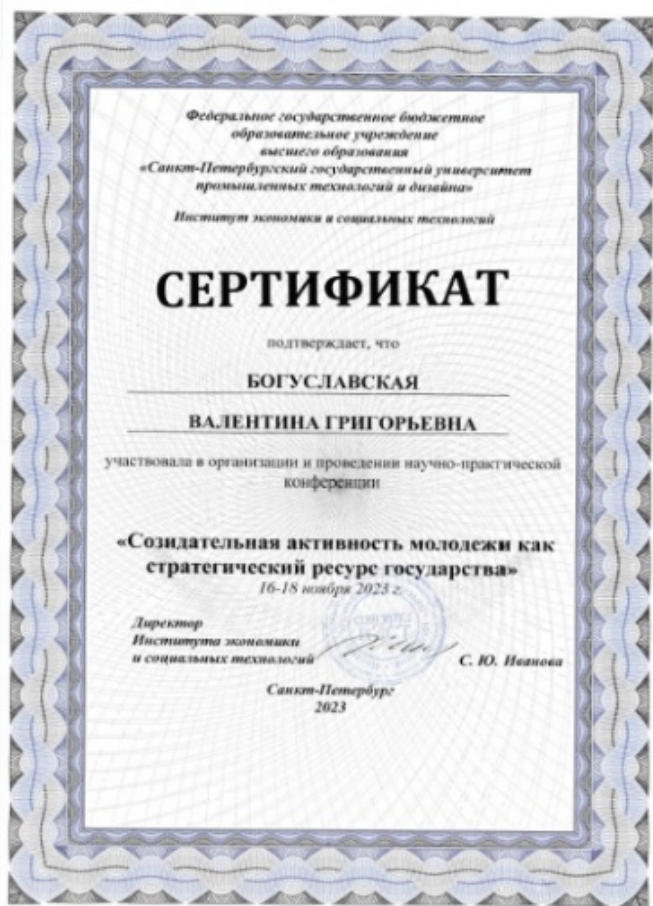 Федеральное государственное бюджетное
образовательное учреждение
высшего образования
«Санкт-Петербургский государственный университет
промышленных технологий и дизайна»
Институт экономики и социальных технологий
СЕРТИФИКАТ
подтверждает, что
БОГУСЛАВСКАЯ
ВАЛЕНТИНА ГРИГОРЬЕВНА
участвовала в организации и проведении научно-практической
конференции
«Созидательная активность молодежи как
стратегический ресурс государства»
16-18 ноября 2023 г.
Директор
Института экономики
и социальных технологий
С. Ю. Иванова
Санкт-Петербург
2023